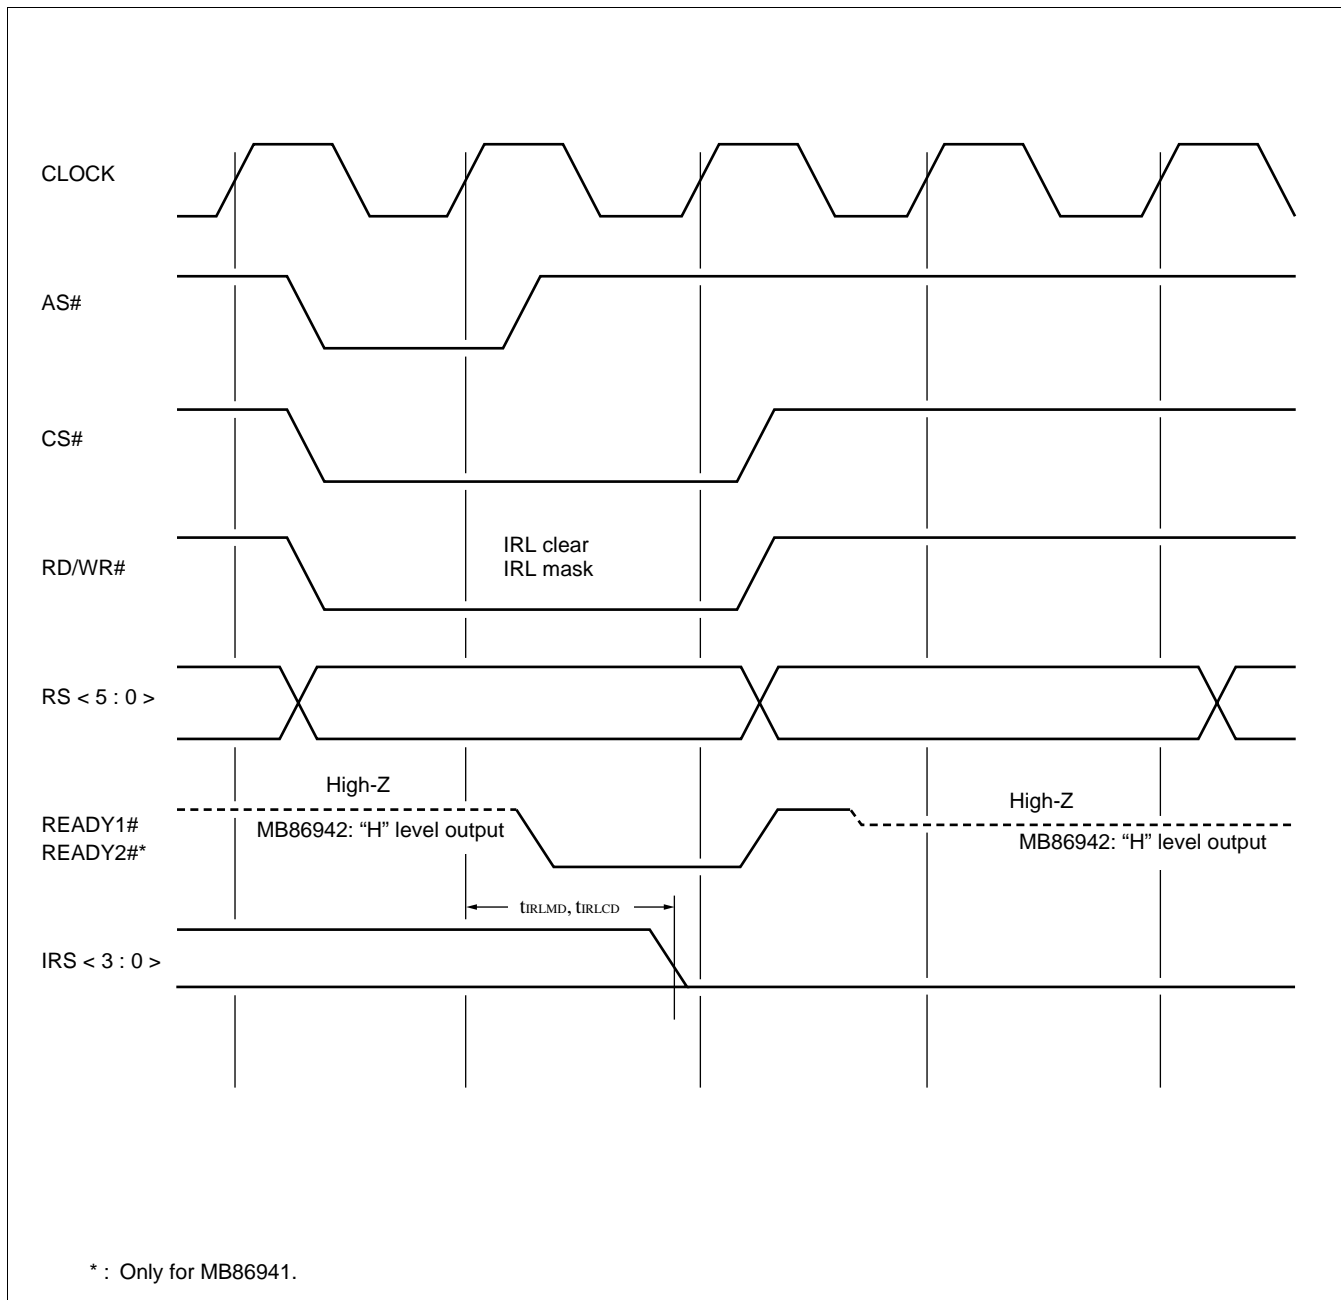 CLOCK
AS#
CS#
IRL clear
IRL mask
RD/WR#
RS < 5 : 0 >
High-Z
High-Z
READY1#
READY2#*
MB86942: “H” level output
MB86942: “H” level output
tIRLMD, tIRLCD
IRS < 3 : 0 >
* : Only for MB86941.